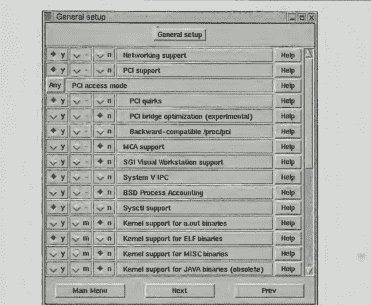 General setup
General setup
y - n Networking support Help
y - n PCI support Help
Any PCI access mode Help
y - n PCI quirks Help
y - n PCI bridge optimization (experimental) Help
y - n Backward-compatible /proc/pci Help
y - n MCA support Help
y - n SGI Visual Workstation support Help
y - n System V IPC Help
y - n BSD Process Accounting Help
y - n Sysctl support Help
y m n Kernel support for a.out binaries Help
y m n Kernel support for ELF binaries Help
y m n Kernel support for MISC binaries Help
y m n Kernel support for JAVA binaries (obsolete) Help
Main Menu Next Prev